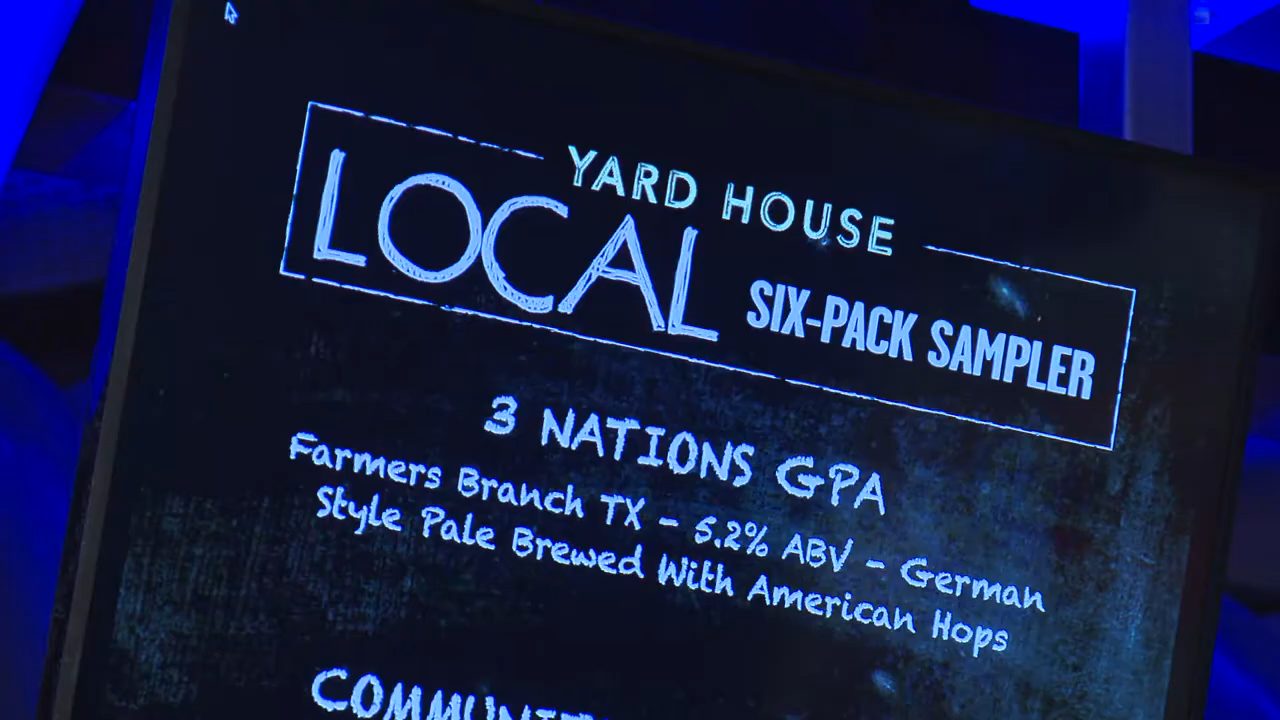 YARD HOUSE
LOCAL SIX-PACK SAMPLER
3 NATIONS GPA
Farmers Branch TX - 5.2% ABV - German
Style Pale Brewed With American Hops